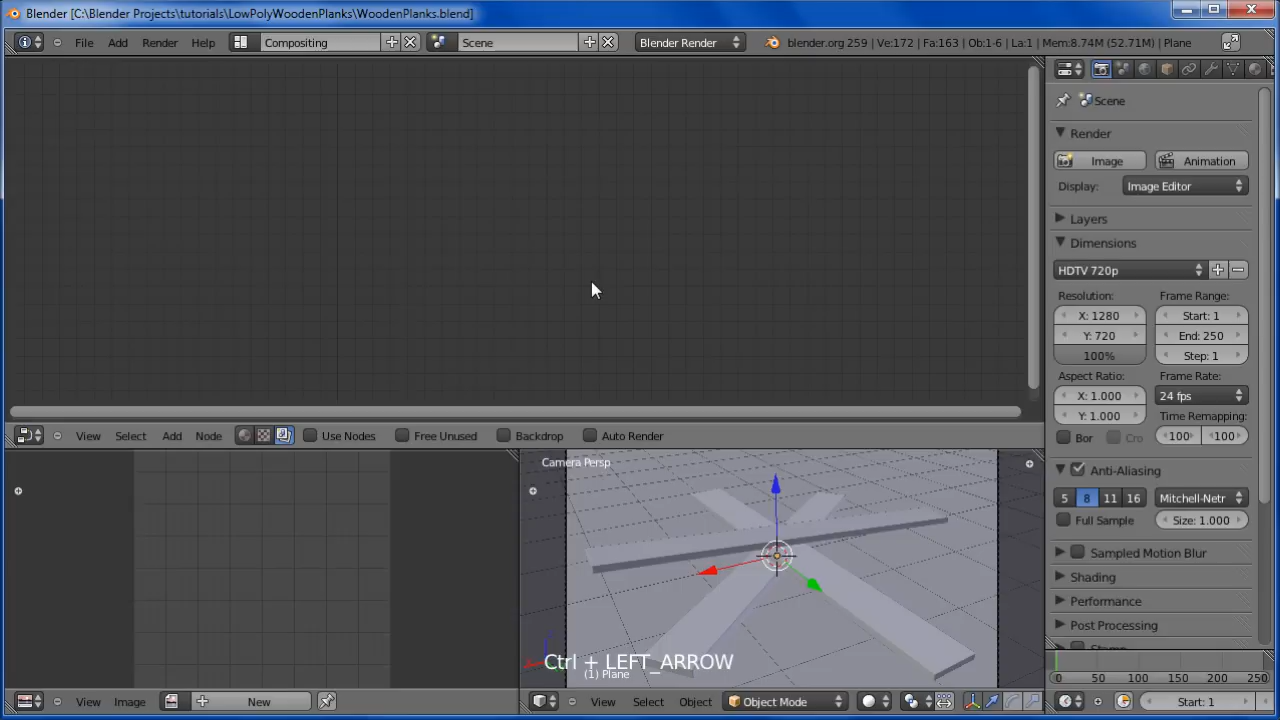 Blender [C:\Blender Projects\tutorials\LowPolyWoodenPlanks\WoodenPlanks.blend]
File Add Render Help Compositing Scene Blender Render blender.org 259 | Ve:172 | Fa:163 | Ob:1-6 | La:1 | Mem:8.74M (52.71M) | Plane
Scene
Render
Image Animation
Display: Image Editor
Layers
Dimensions
HDTV 720p
Resolution: Frame Range:
X: 1280 Start: 1
Y: 720 End: 250
100% Step: 1
Aspect Ratio: Frame Rate:
X: 1.000 24 fps
Y: 1.000 Time Remapping:
Bor Cro 100 100
Anti-Aliasing
5 8 11 16 Mitchell-Netr
Full Sample Size: 1.000
Sampled Motion Blur
Shading
Performance
Post Processing
Stamp
View Select Add Node Use Nodes Free Unused Backdrop Auto Render
Camera Persp
Ctrl + LEFT_ARROW
(1) Plane
0 50 100 150 200 250
View Image New
View Select Object Object Mode
Start: 1